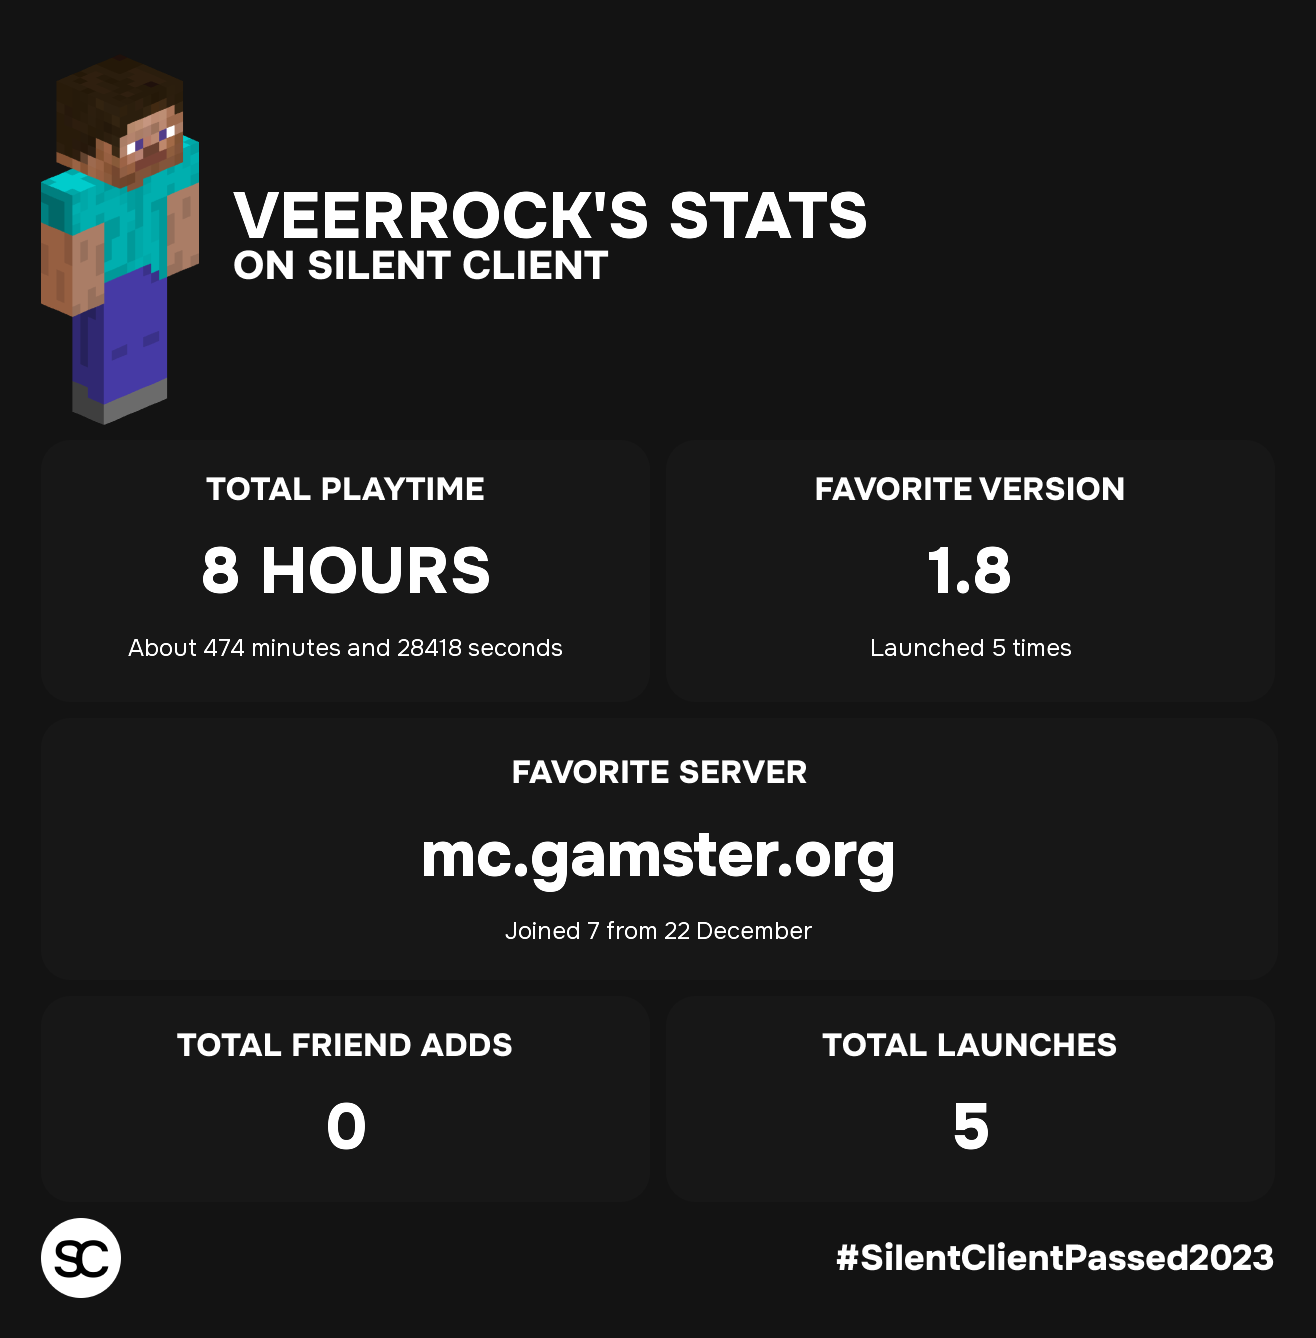 VEERROCK'S STATS
ON SILENT CLIENT
TOTAL PLAYTIME
8 HOURS
About 474 minutes and 28418 seconds
FAVORITE VERSION
1.8
Launched 5 times
FAVORITE SERVER
mc.gamster.org
Joined 7 from 22 December
TOTAL FRIEND ADDS
0
TOTAL LAUNCHES
5
SC
#SilentClientPassed2023